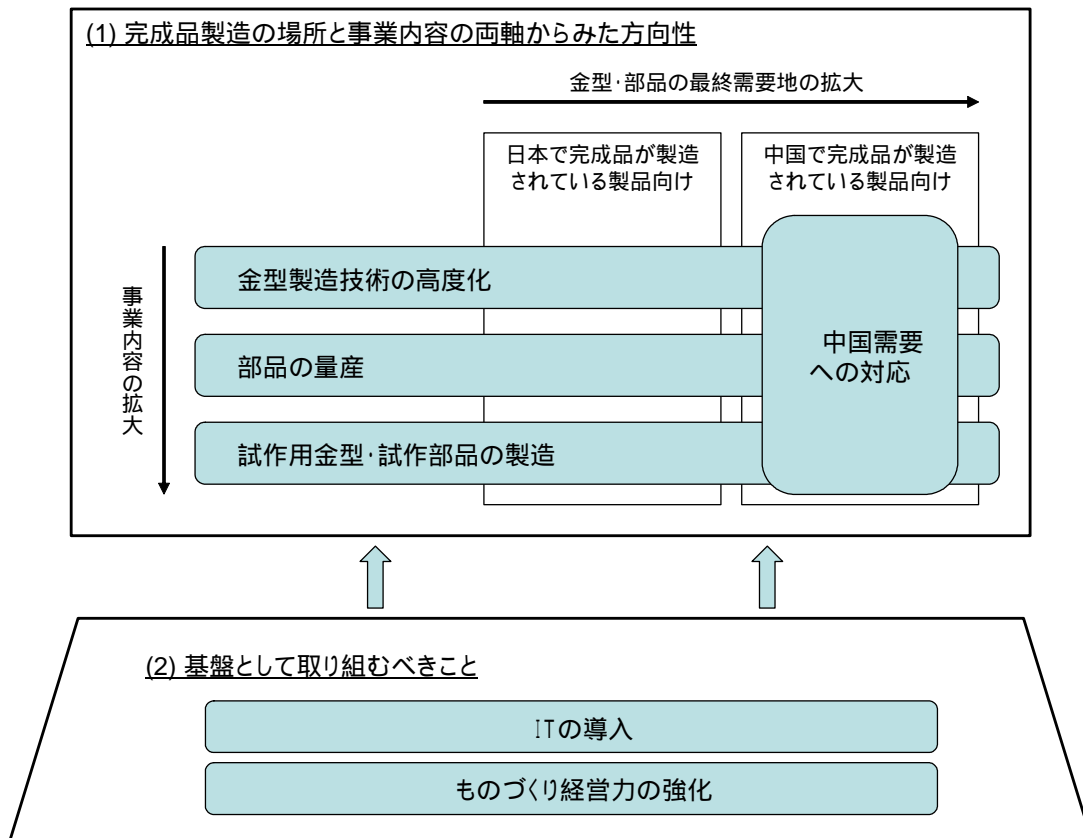 (1) 完成品製造の場所と事業内容の両軸からみた方向性
金型・部品の最終需要地の拡大
日本で完成品が製造
されている製品向け
中国で完成品が製造
されている製品向け
事業内容の拡大
金型製造技術の高度化
部品の量産
試作用金型・試作部品の製造
中国需要
への対応
(2) 基盤として取り組むべきこと
ITの導入
ものづくり経営力の強化